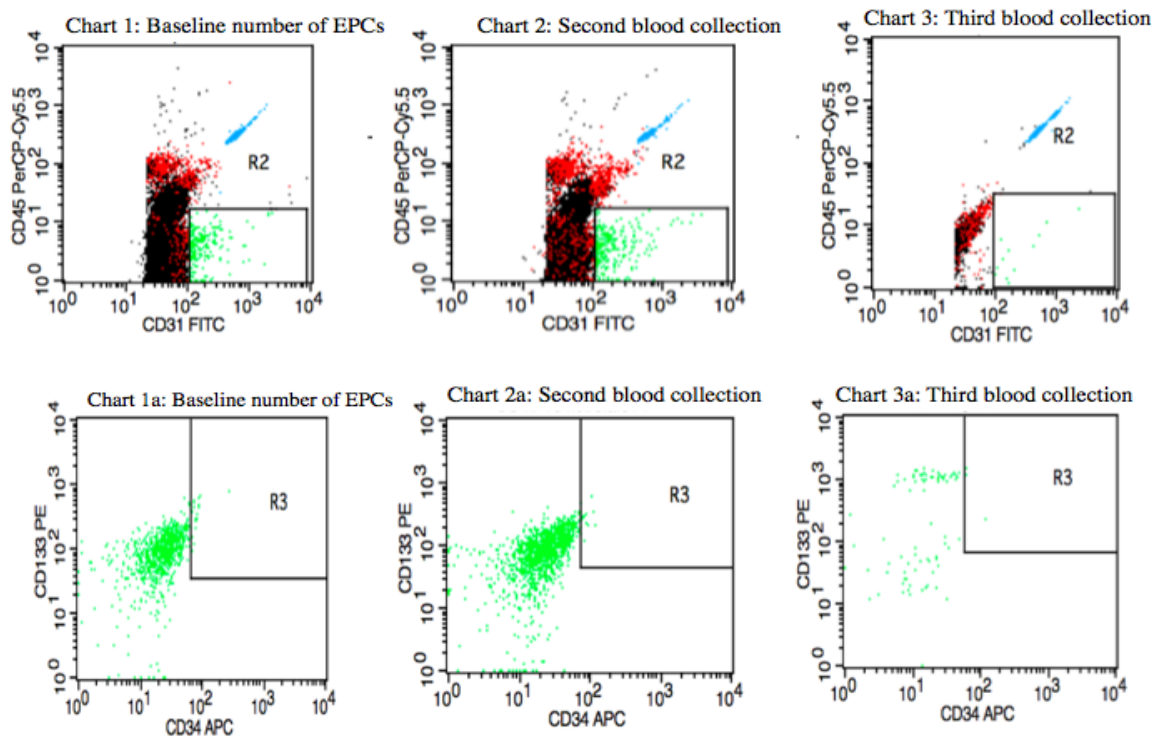 Chart 1: Baseline number of EPCs
Chart 2: Second blood collection
Chart 3: Third blood collection
CD45 PerCP-Cy5.5
10^4
10^3
10^2
10^1
10^0
R2
10^0 10^1 10^2 10^3 10^4
CD31 FITC
CD45 PerCP-Cy5.5
10^4
10^3
10^2
10^1
10^0
R2
10^0 10^1 10^2 10^3 10^4
CD31 FITC
CD45 PerCP-Cy5.5
10^4
10^3
10^2
10^1
10^0
R2
10^0 10^1 10^2 10^3 10^4
CD31 FITC
Chart 1a: Baseline number of EPCs
Chart 2a: Second blood collection
Chart 3a: Third blood collection
CD133 PE
10^4
10^3
10^2
10^1
10^0
R3
10^0 10^1 10^2 10^3 10^4
CD34 APC
CD133 PE
10^4
10^3
10^2
10^1
10^0
R3
10^0 10^1 10^2 10^3 10^4
CD34 APC
CD133 PE
10^4
10^3
10^2
10^1
10^0
R3
10^0 10^1 10^2 10^3 10^4
CD34 APC